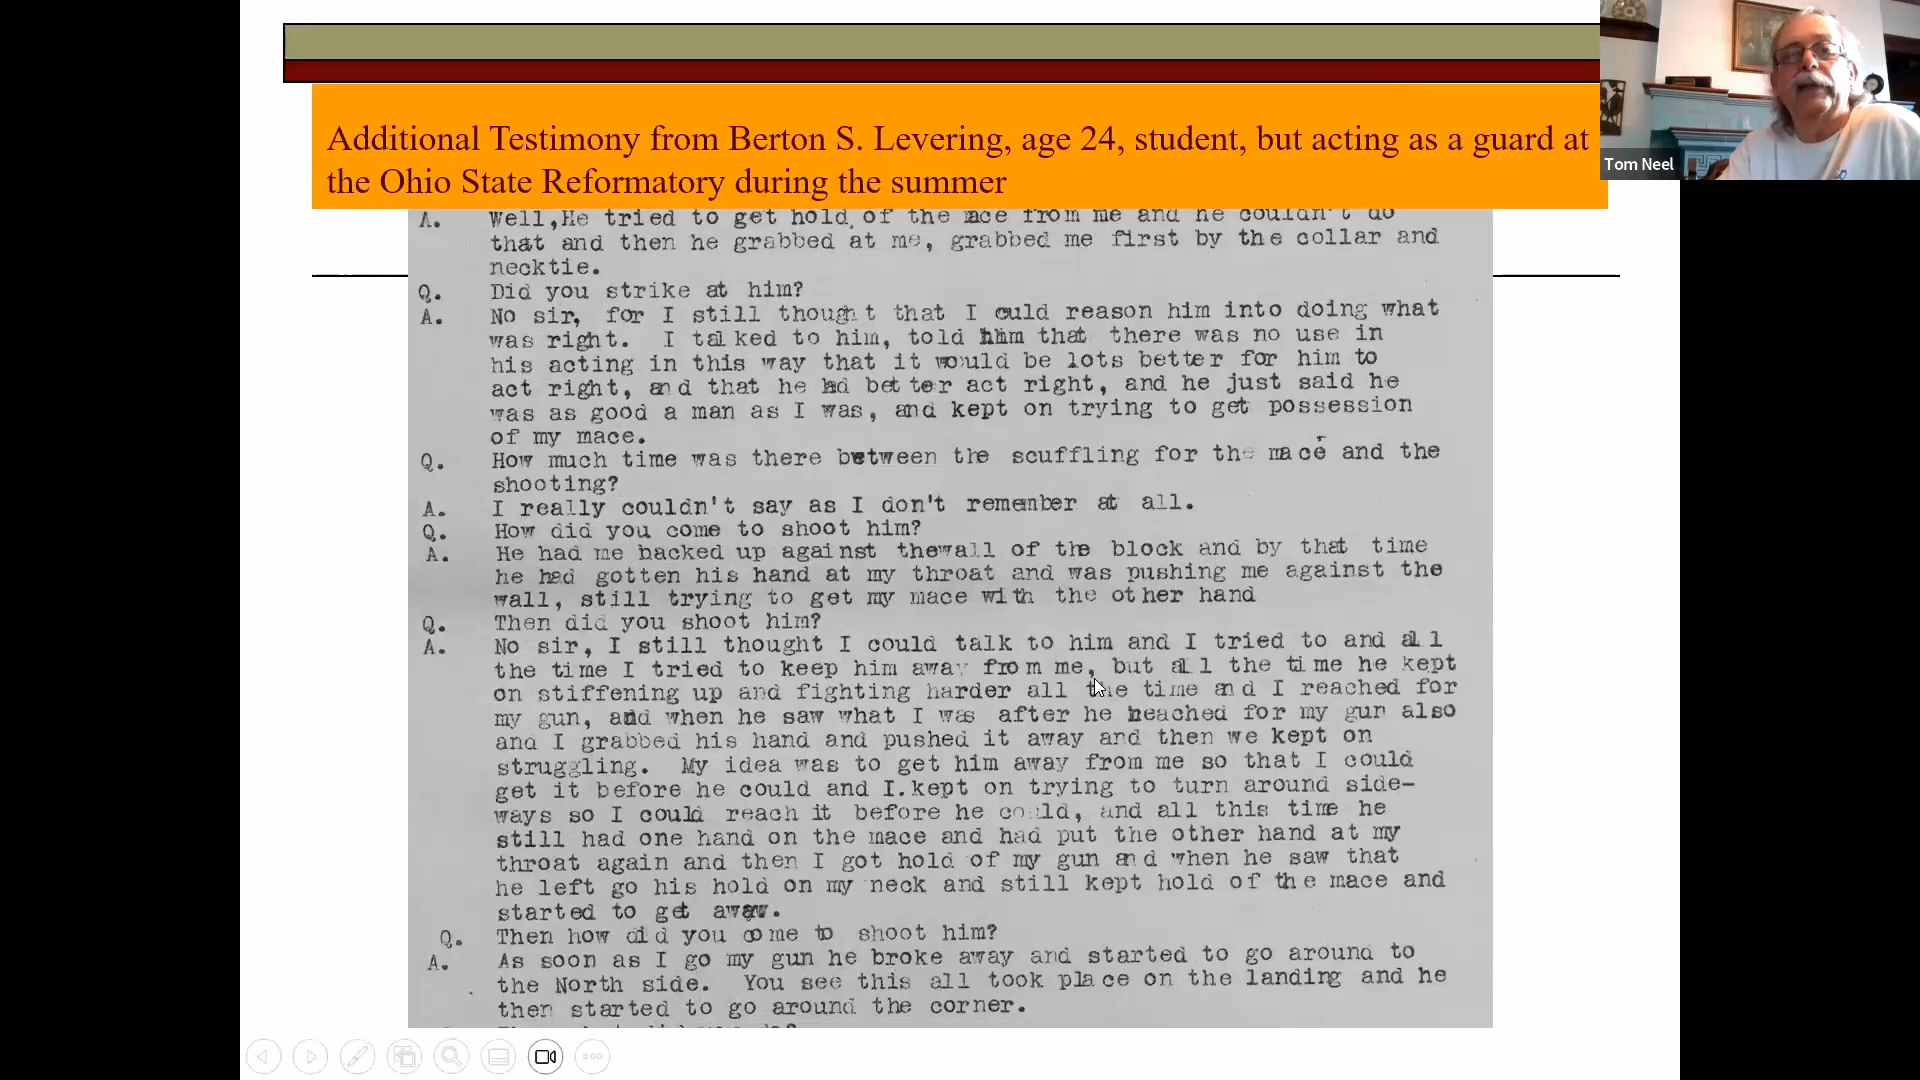 Additional Testimony from Berton S. Levering, age 24, student, but acting as a guard at
the Ohio State Reformatory during the summer
Tom Neel
A. Well,He tried to get hold of the mace from me and he couldn't do
that and then he grabbed at me, grabbed me first by the collar and
necktie.
Q. Did you strike at him?
A. No sir, for I still thought that I ould reason him into doing what
was right. I talked to him, told him that there was no use in
his acting in this way that it would be lots better for him to
act right, and that he had better act right, and he just said he
was as good a man as I was, and kept on trying to get possession
of my mace.
Q. How much time was there between the scuffling for the mace and the
shooting?
A. I really couldn't say as I don't remember at all.
Q. How did you come to shoot him?
A. He had me backed up against thewall of the block and by that time
he had gotten his hand at my throat and was pushing me against the
wall, still trying to get my mace with the other hand
Q. Then did you shoot him?
A. No sir, I still thought I could talk to him and I tried to and all
the time I tried to keep him away from me, but all the time he kept
on stiffening up and fighting harder all the time and I reached for
my gun, and when he saw what I was after he reached for my gun also
and I grabbed his hand and pushed it away and then we kept on
struggling. My idea was to get him away from me so that I could
get it before he could and I.kept on trying to turn around side-
ways so I could reach it before he could, and all this time he
still had one hand on the mace and had put the other hand at my
throat again and then I got hold of my gun and when he saw that
he left go his hold on my neck and still kept hold of the mace and
started to get away.
Q. Then how did you come to shoot him?
A. As soon as I go my gun he broke away and started to go around to
the North side. You see this all took place on the landing and he
then started to go around the corner.